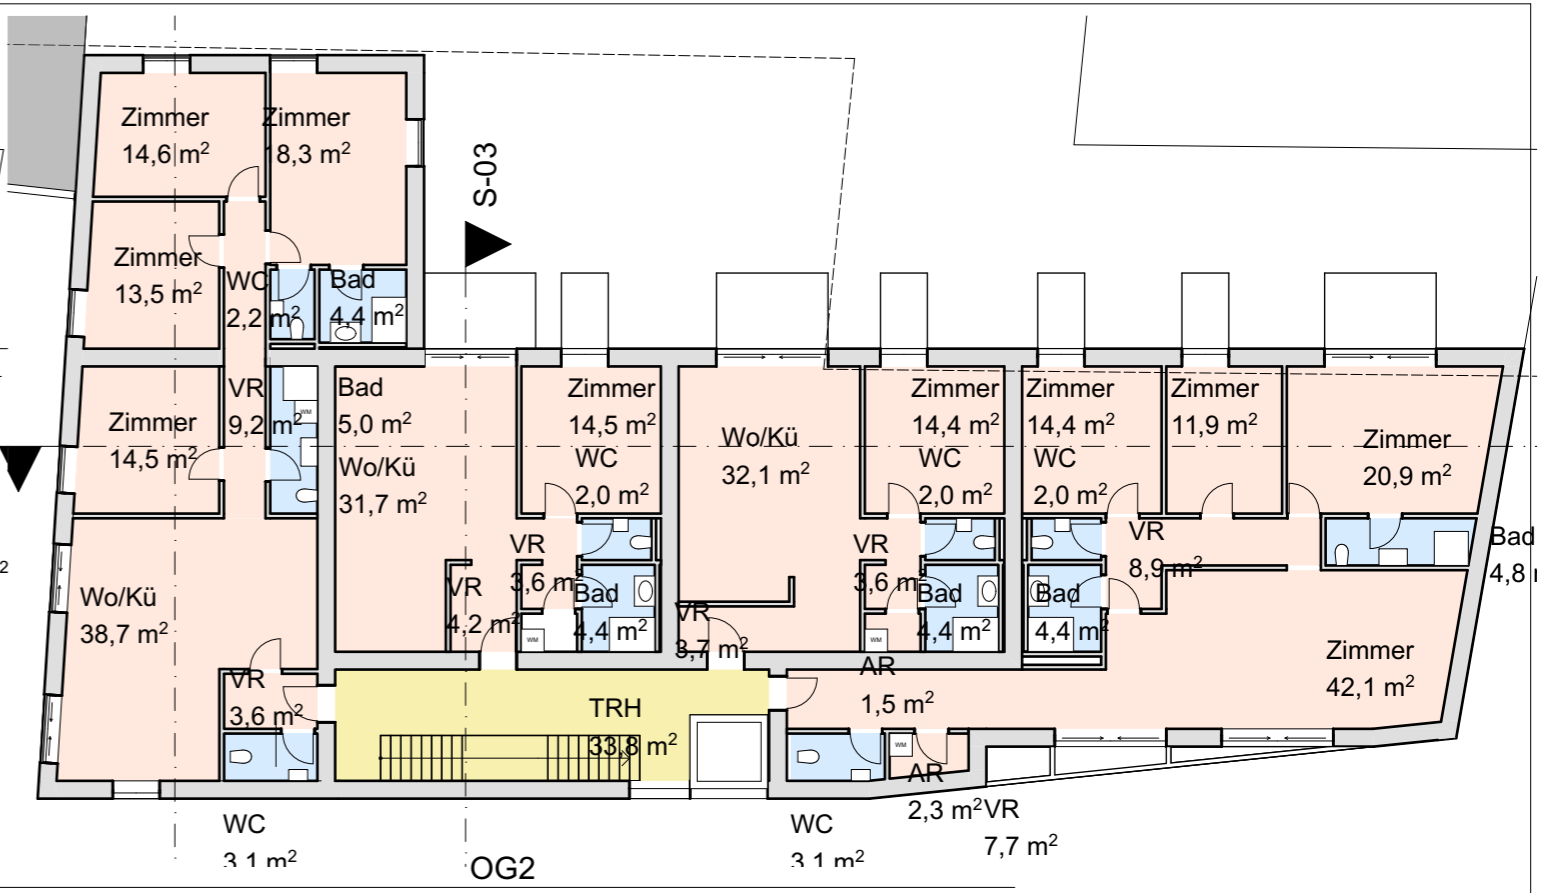 Zimmer
14,6 m²
Zimmer
8,3 m²
S-03
Zimmer
13,5 m²
WC
2,2 m²
Bad
4,4 m²
Zimmer
14,5 m²
VR
9,2 m²
WM
Bad
5,0 m²
Wo/Kü
31,7 m²
Zimmer
14,5 m²
WC
2,0 m²
Wo/Kü
32,1 m²
Zimmer
14,4 m²
WC
2,0 m²
Zimmer
14,4 m²
WC
2,0 m²
Zimmer
11,9 m²
Zimmer
20,9 m²
2
Wo/Kü
38,7 m²
VR
4,2 m²
VR
3,6 m²
WM
Bad
4,4 m²
VR
3,7 m²
VR
3,6 m²
WM
Bad
4,4 m²
Bad
4,4 m²
VR
8,9 m²
Bad
4,8
Zimmer
42,1 m²
VR
3,6 m²
TRH
33,8 m²
AR
1,5 m²
WM
AR
2,3 m²
VR
7,7 m²
WC
3,1 m²
WC
3,1 m²
OG2